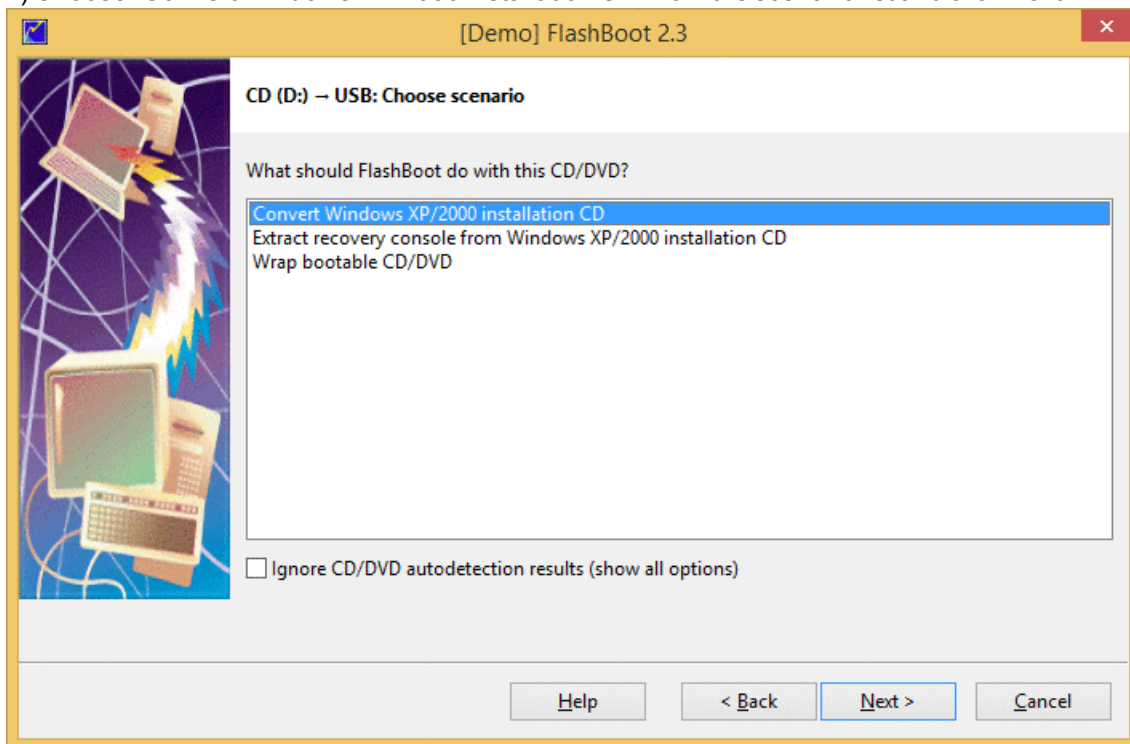 [Demo] FlashBoot 2.3
CD (D:) → USB: Choose scenario
What should FlashBoot do with this CD/DVD?
Convert Windows XP/2000 installation CD
Extract recovery console from Windows XP/2000 installation CD
Wrap bootable CD/DVD
Ignore CD/DVD autodetection results (show all options)
Help < Back Next > Cancel